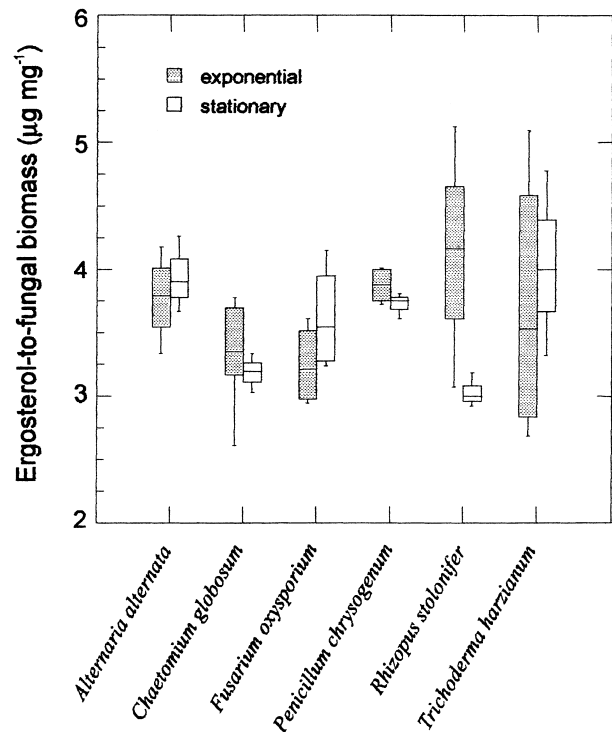 Ergosterol-to-fungal biomass (µg mg⁻¹)
6
5
4
3
2
exponential
stationary
Alternaria alternata
Chaetomium globosum
Fusarium oxysporium
Penicillum chrysogenum
Rhizopus stolonifer
Trichoderma harzianum